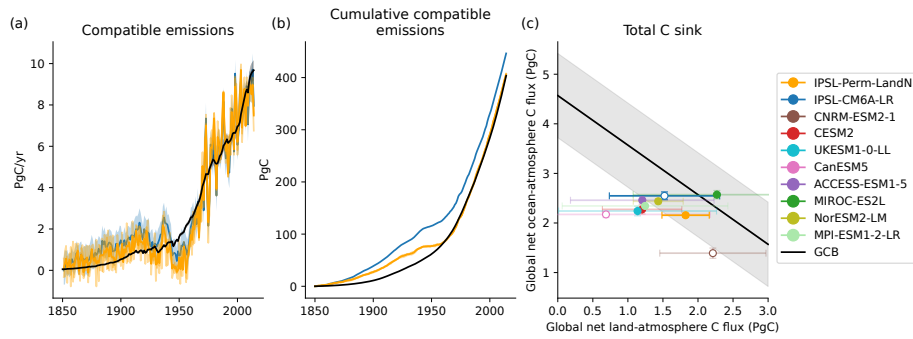 (a)
Compatible emissions
PgC/yr
10
8
6
4
2
0
1850
1900
1950
2000
(b)
Cumulative compatible
emissions
PgC
400
300
200
100
0
1850
1900
1950
2000
(c)
Total C sink
Global net ocean-atmosphere C flux (PgC)
5
4
3
2
1
0.0
0.5
1.0
1.5
2.0
2.5
3.0
Global net land-atmosphere C flux (PgC)
IPSL-Perm-LandN
IPSL-CM6A-LR
CNRM-ESM2-1
CESM2
UKESM1-0-LL
CanESM5
ACCESS-ESM1-5
MIROC-ES2L
NorESM2-LM
MPI-ESM1-2-LR
GCB